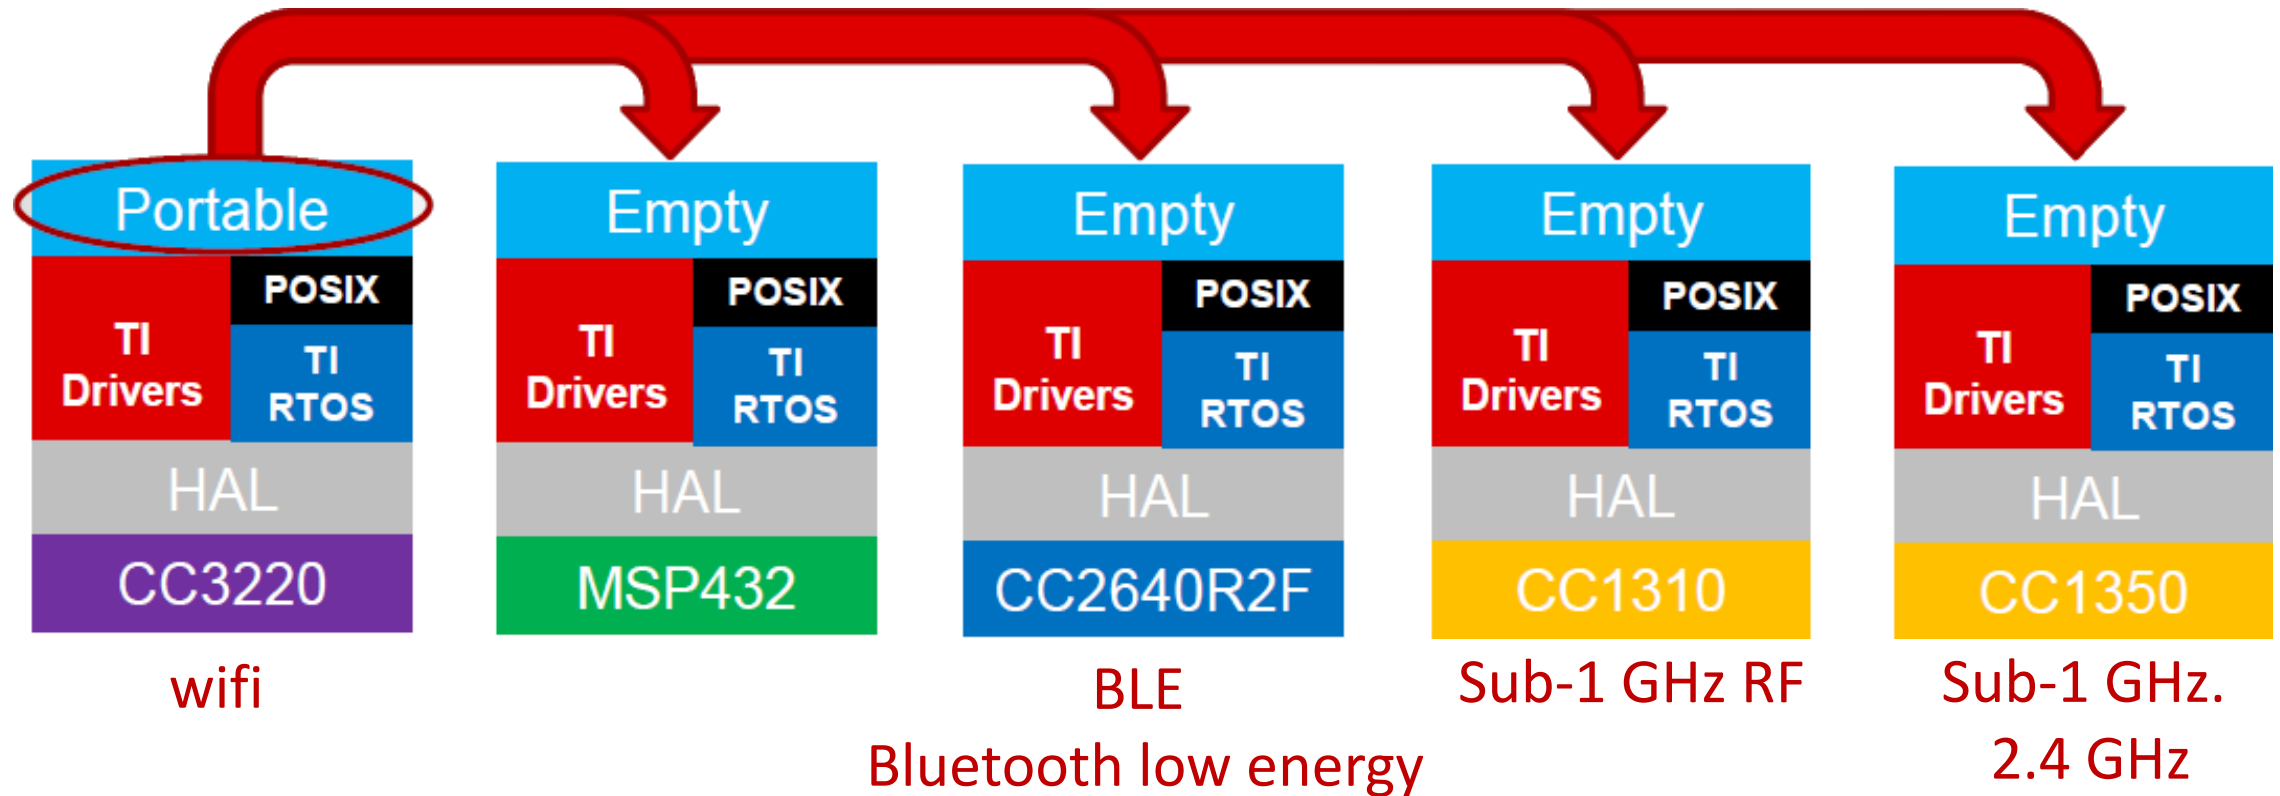 Portable
POSIX
TI
Drivers
TI
RTOS
HAL
CC3220
wifi
Empty
POSIX
TI
Drivers
TI
RTOS
HAL
MSP432
Empty
POSIX
TI
Drivers
TI
RTOS
HAL
CC2640R2F
BLE
Bluetooth low energy
Empty
POSIX
TI
Drivers
TI
RTOS
HAL
CC1310
Sub-1 GHz RF
Empty
POSIX
TI
Drivers
TI
RTOS
HAL
CC1350
Sub-1 GHz.
2.4 GHz